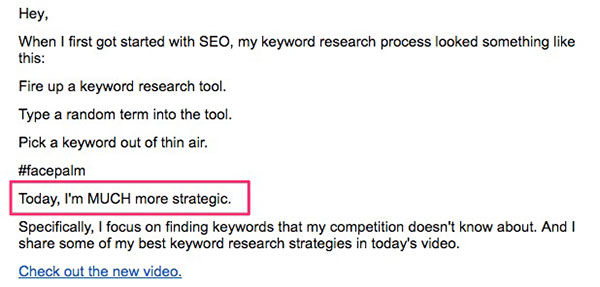 Hey,
When I first got started with SEO, my keyword research process looked something like
this:
Fire up a keyword research tool.
Type a random term into the tool.
Pick a keyword out of thin air.
#facepalm
Today, I'm MUCH more strategic.
Specifically, I focus on finding keywords that my competition doesn't know about. And I
share some of my best keyword research strategies in today's video.
Check out the new video.